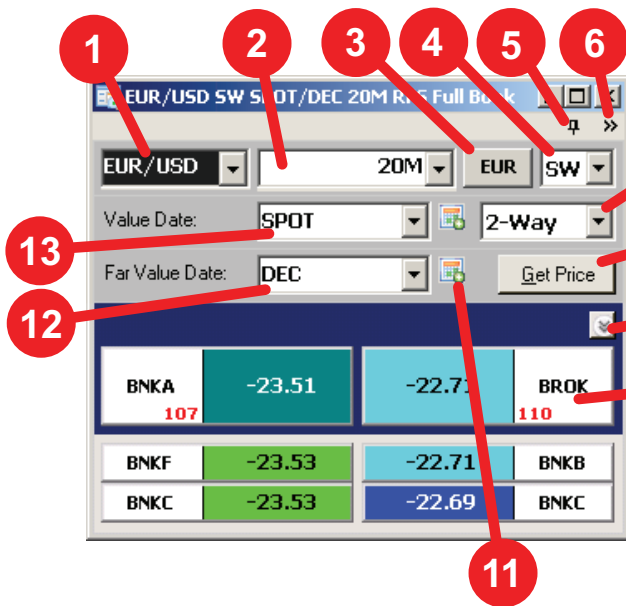 1 2 3 4 5 6
EUR/USD SW SPOT/DEC 20M RFS Full Book
EUR/USD 20M EUR SW
Value Date: SPOT 2-Way
13
Far Value Date: DEC Get Price
12
BNKA -23.51 -22.71 BROK
107 110
BNKF -23.53 -22.71 BNKB
BNKC -23.53 -22.69 BNKC
11